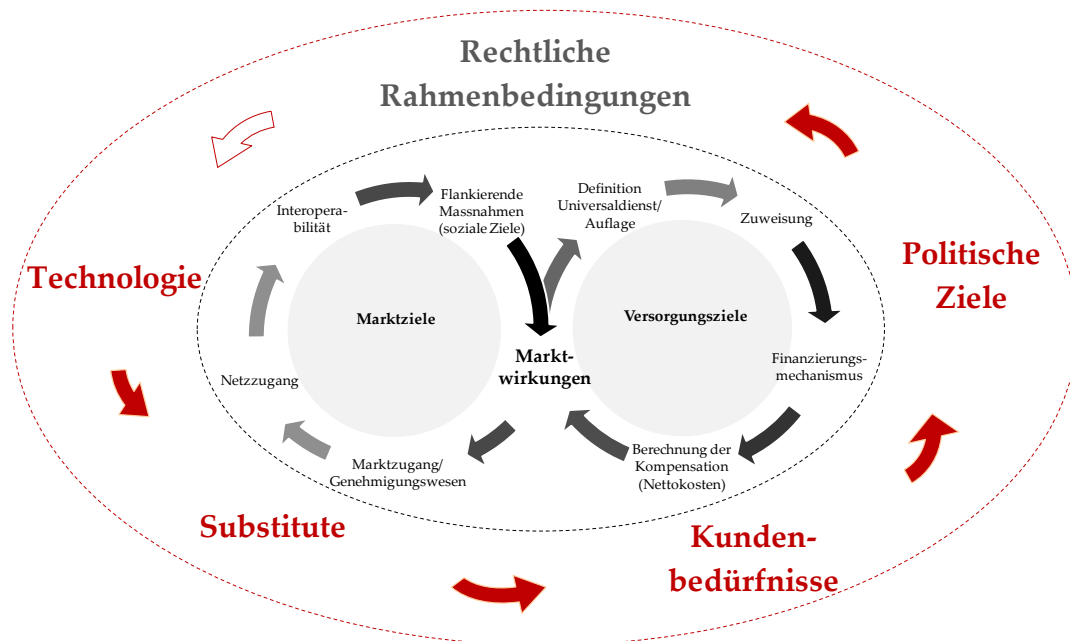 Rechtliche
Rahmenbedingungen
Technologie
Politische
Ziele
Substitute
Kunden-
bedürfnisse
Interopera-
bilität
Flankierende
Massnahmen
(soziale Ziele)
Definition
Universaldienst/
Auflage
Zuweisung
Marktziele
Versorgungsziele
Markt-
wirkungen
Netzzugang
Finanzierungs-
mechanismus
Marktzugang/
Genehmigungswesen
Berechnung der
Kompensation
(Nettokosten)